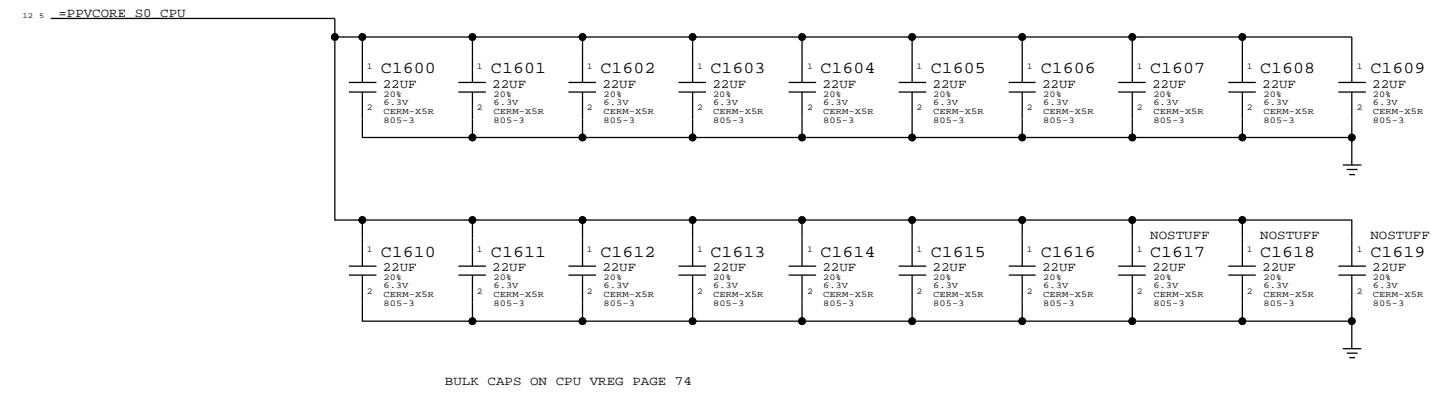 12 5 =PPVCORE S0 CPU
1 C1600 1 C1601 1 C1602 1 C1603 1 C1604 1 C1605 1 C1606 1 C1607 1 C1608 1 C1609
22UF 22UF 22UF 22UF 22UF 22UF 22UF 22UF 22UF 22UF
20% 20% 20% 20% 20% 20% 20% 20% 20% 20%
2 6.3V 2 6.3V 2 6.3V 2 6.3V 2 6.3V 2 6.3V 2 6.3V 2 6.3V 2 6.3V 2 6.3V
CERM-X5R CERM-X5R CERM-X5R CERM-X5R CERM-X5R CERM-X5R CERM-X5R CERM-X5R CERM-X5R CERM-X5R
805-3 805-3 805-3 805-3 805-3 805-3 805-3 805-3 805-3 805-3
NOSTUFF NOSTUFF NOSTUFF
1 C1610 1 C1611 1 C1612 1 C1613 1 C1614 1 C1615 1 C1616 1 C1617 1 C1618 1 C1619
22UF 22UF 22UF 22UF 22UF 22UF 22UF 22UF 22UF 22UF
20% 20% 20% 20% 20% 20% 20% 20% 20% 20%
2 6.3V 2 6.3V 2 6.3V 2 6.3V 2 6.3V 2 6.3V 2 6.3V 2 6.3V 2 6.3V 2 6.3V
CERM-X5R CERM-X5R CERM-X5R CERM-X5R CERM-X5R CERM-X5R CERM-X5R CERM-X5R CERM-X5R CERM-X5R
805-3 805-3 805-3 805-3 805-3 805-3 805-3 805-3 805-3 805-3
BULK CAPS ON CPU VREG PAGE 74